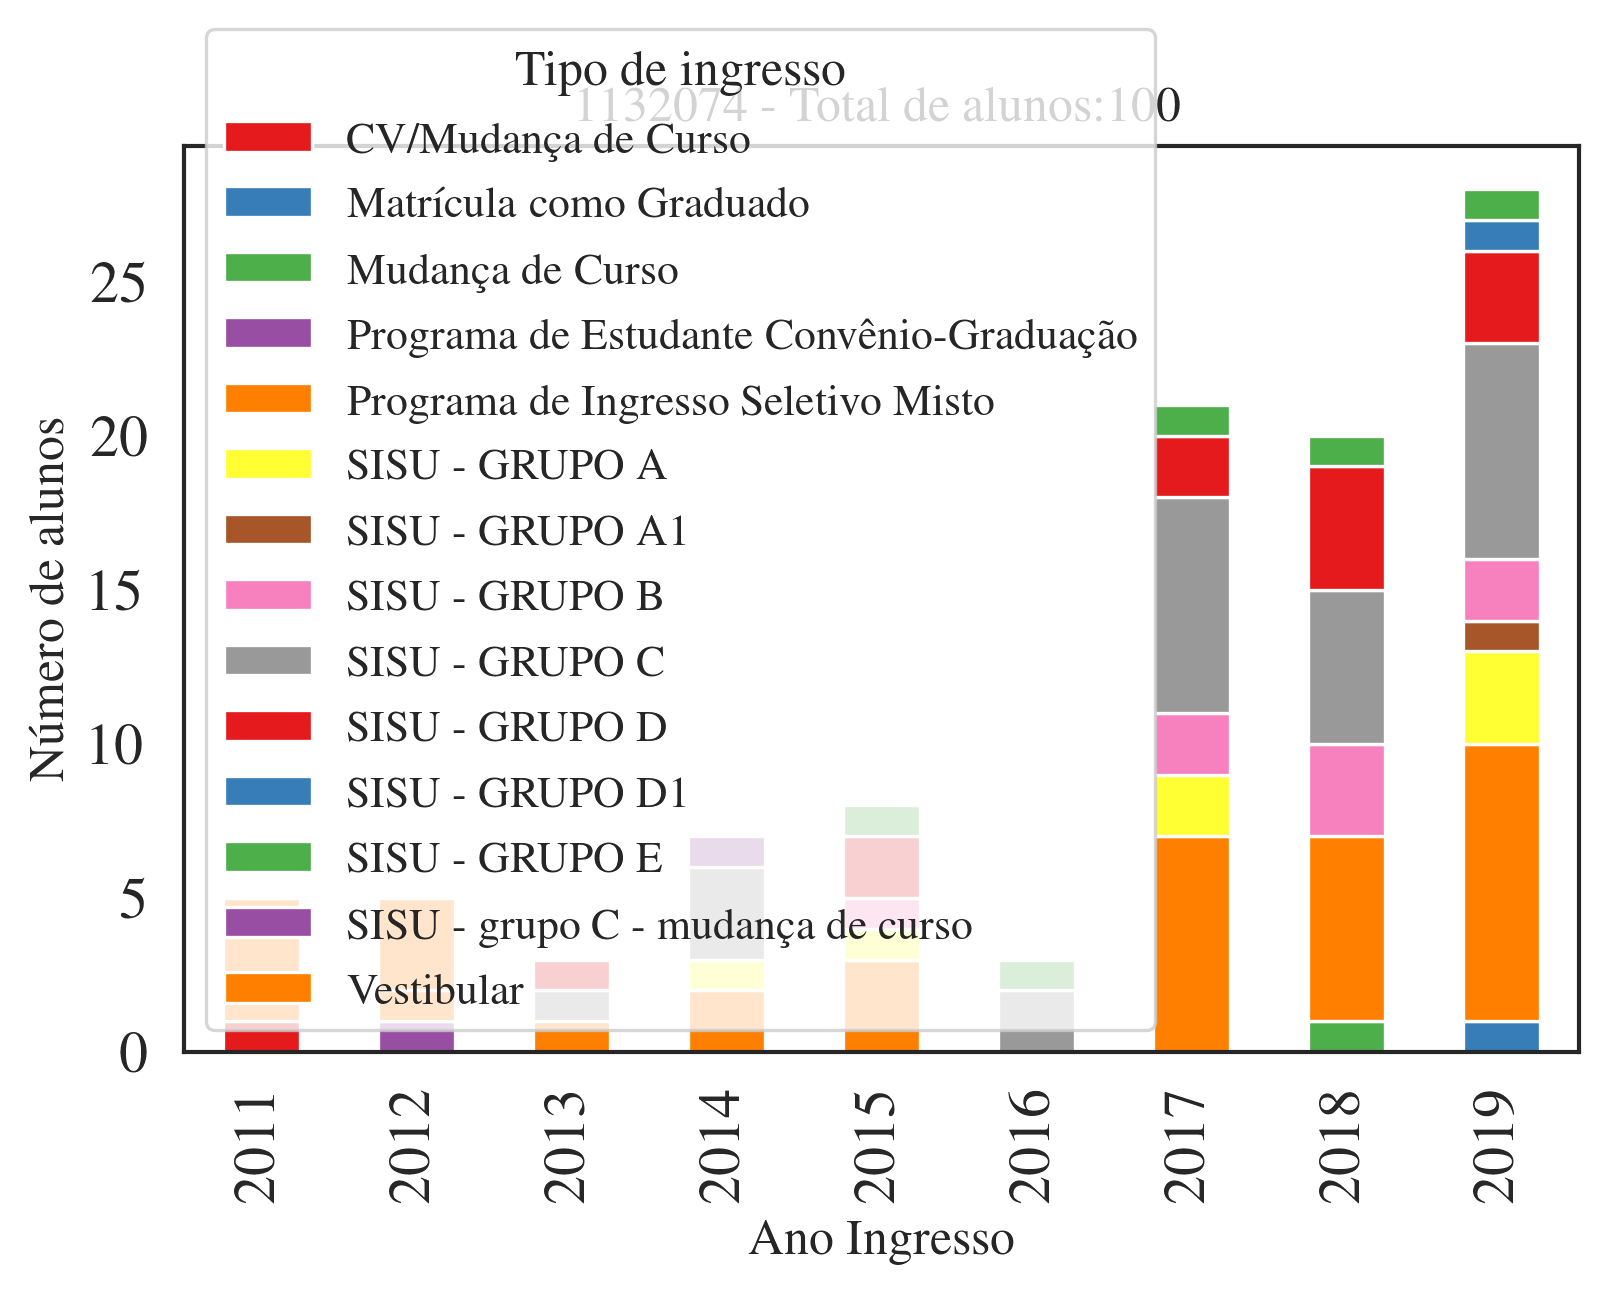 Tipo de ingresso
1132074 - Total de alunos:100
CV/Mudança de Curso
Matrícula como Graduado
Mudança de Curso
Programa de Estudante Convênio-Graduação
Programa de Ingresso Seletivo Misto
SISU - GRUPO A
SISU - GRUPO A1
SISU - GRUPO B
SISU - GRUPO C
SISU - GRUPO D
SISU - GRUPO D1
SISU - GRUPO E
SISU - grupo C - mudança de curso
Vestibular
Número de alunos
25
20
15
10
5
0
2011
2012
2013
2014
2015
2016
2017
2018
2019
Ano Ingresso